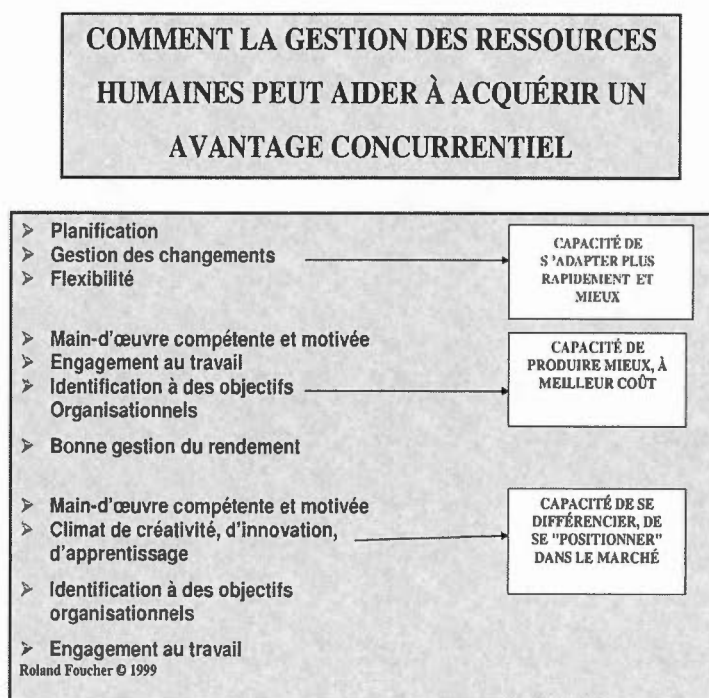 COMMENT LA GESTION DES RESSOURCES
HUMAINES PEUT AIDER À ACQUÉRIR UN
AVANTAGE CONCURRENTIEL
➢ Planification
➢ Gestion des changements
➢ Flexibilité
CAPACITÉ DE
S'ADAPTER PLUS
RAPIDEMENT ET
MIEUX
➢ Main-d'œuvre compétente et motivée
➢ Engagement au travail
➢ Identification à des objectifs
Organisationnels
➢ Bonne gestion du rendement
CAPACITÉ DE
PRODUIRE MIEUX, À
MEILLEUR COÛT
➢ Main-d'œuvre compétente et motivée
➢ Climat de créativité, d'innovation,
d'apprentissage
➢ Identification à des objectifs
organisationnels
➢ Engagement au travail
CAPACITÉ DE SE
DIFFÉRENCIER, DE
SE "POSITIONNER"
DANS LE MARCHÉ
Roland Foucher © 1999